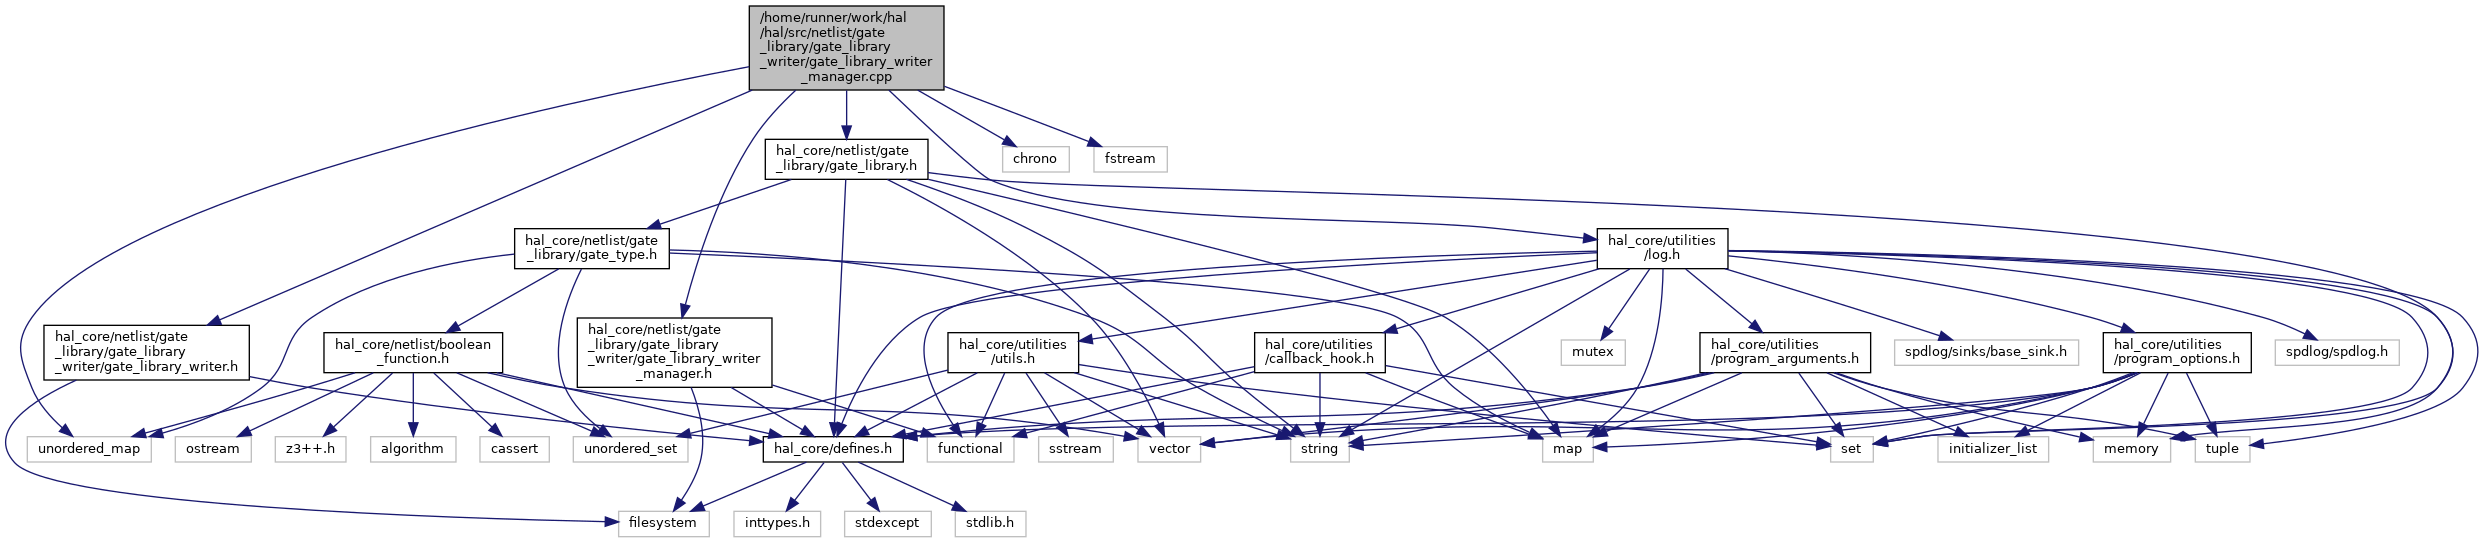 /home/runner/work/hal
/hal/src/netlist/gate
_library/gate_library
_writer/gate_library_writer
_manager.cpp
hal_core/netlist/gate
_library/gate_library.h
chrono
fstream
hal_core/netlist/gate
_library/gate_type.h
hal_core/utilities
/log.h
hal_core/netlist/gate
_library/gate_library
_writer/gate_library_writer.h
hal_core/netlist/boolean
_function.h
hal_core/netlist/gate
_library/gate_library
_writer/gate_library_writer
_manager.h
hal_core/utilities
/utils.h
hal_core/utilities
/callback_hook.h
mutex
hal_core/utilities
/program_arguments.h
spdlog/sinks/base_sink.h
hal_core/utilities
/program_options.h
spdlog/spdlog.h
unordered_map
ostream
z3++.h
algorithm
cassert
unordered_set
hal_core/defines.h
functional
sstream
vector
string
map
set
initializer_list
memory
tuple
filesystem
inttypes.h
stdexcept
stdlib.h